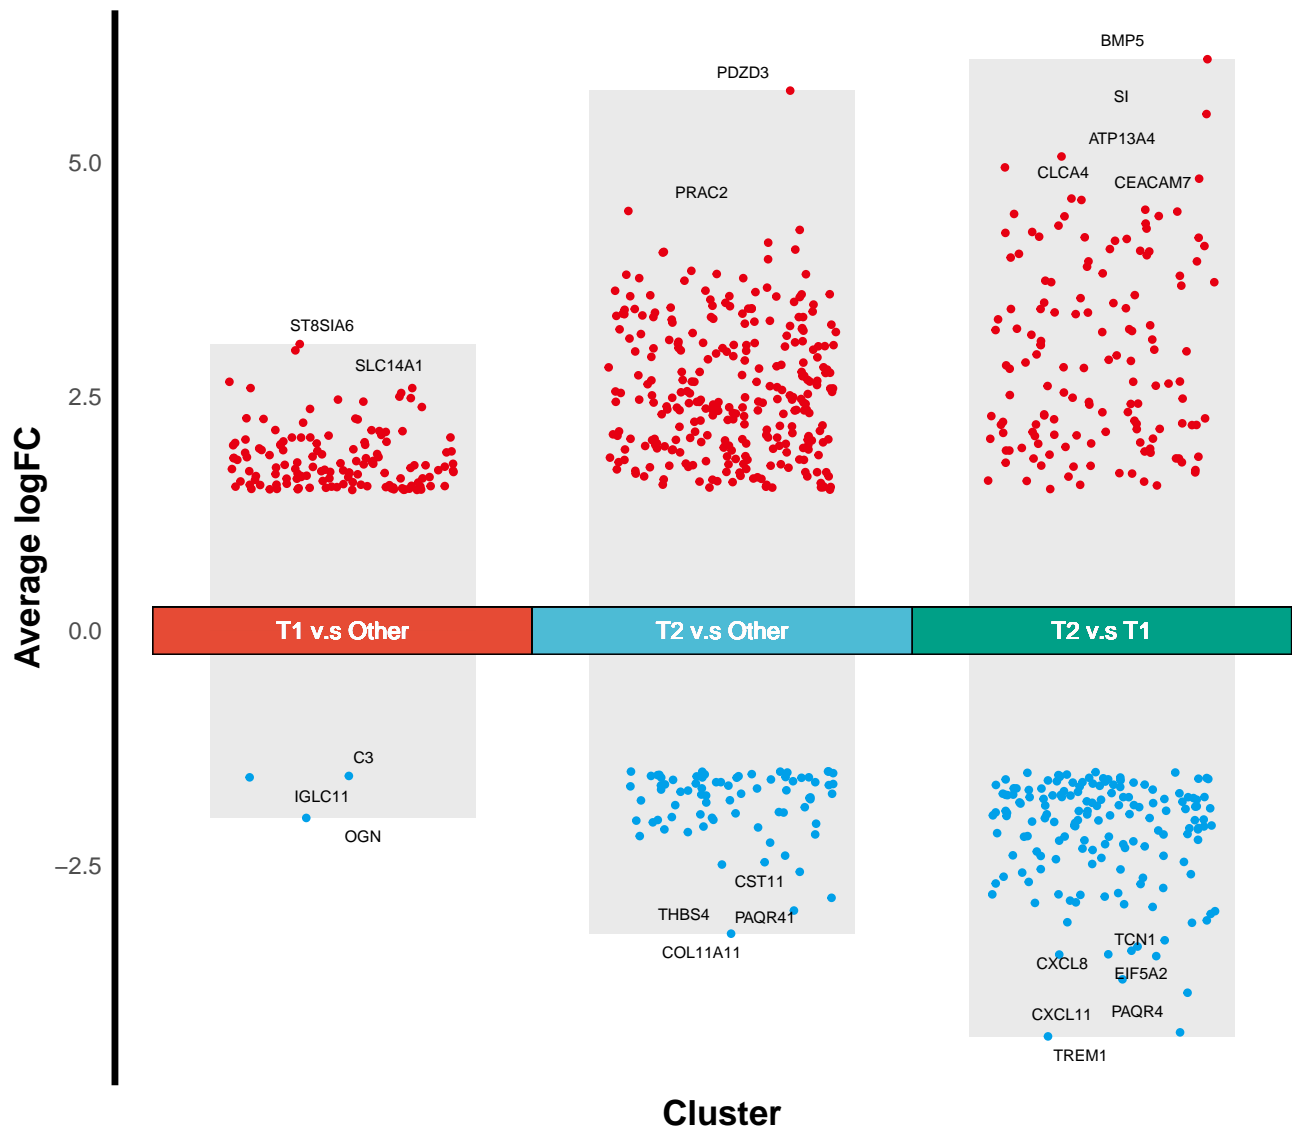 BMP5
PDZD3
SI
ATP13A4
5.0
CLCA4
CEACAM7
PRAC2
ST8SIA6
SLC14A1
2.5
Average logFC
0.0
T1 v.s Other
T2 v.s Other
T2 v.s T1
C3
IGLC11
OGN
−2.5
CST11
THBS4
PAQR41
COL11A11
TCN1
CXCL8
EIF5A2
CXCL11
PAQR4
TREM1
Cluster